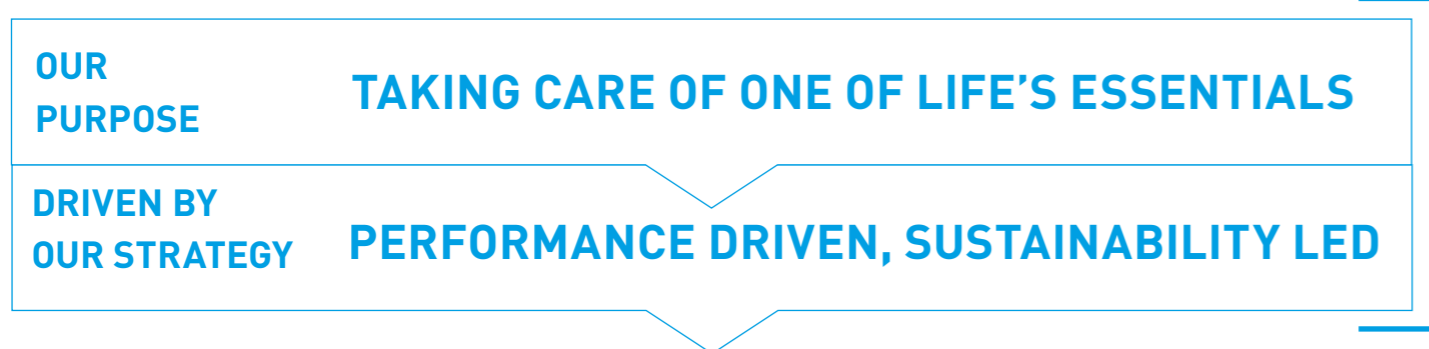 OUR
PURPOSE
TAKING CARE OF ONE OF LIFE’S ESSENTIALS
DRIVEN BY
OUR STRATEGY
PERFORMANCE DRIVEN, SUSTAINABILITY LED